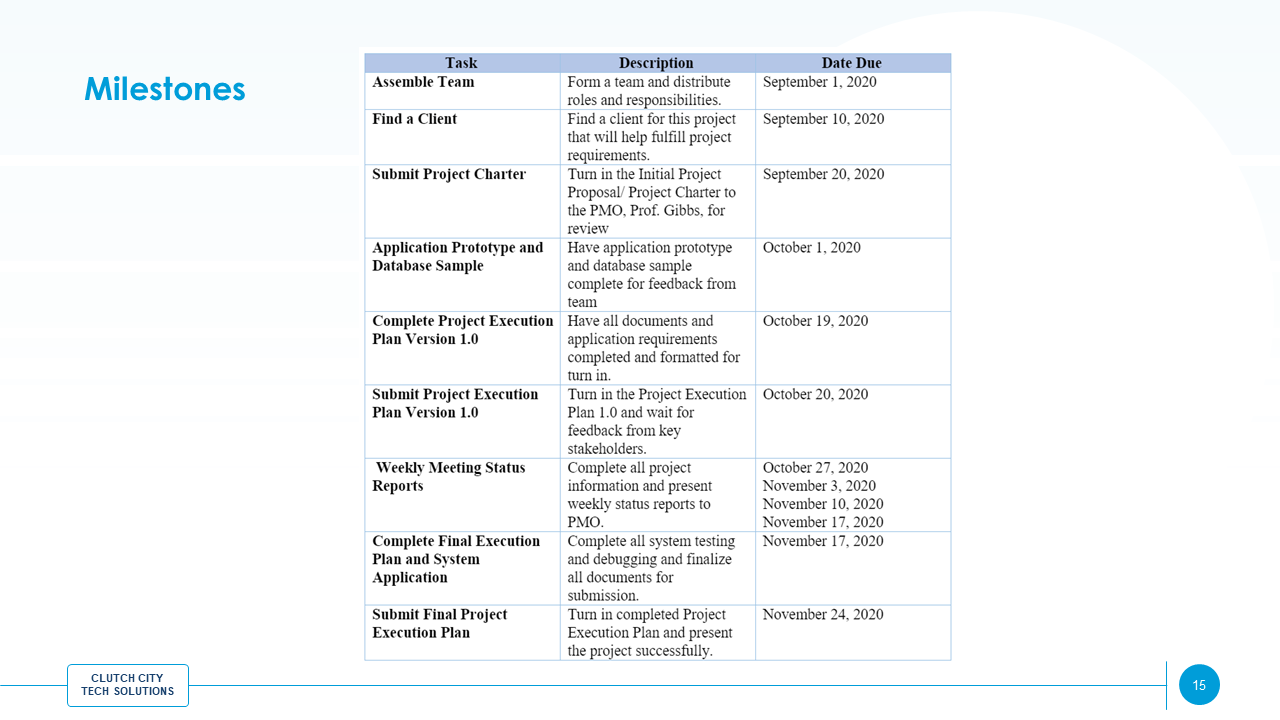 Milestones
Task Description Date Due
Assemble Team Form a team and distribute September 1, 2020
roles and responsibilities.
Find a Client Find a client for this project September 10, 2020
that will help fulfill project
requirements.
Submit Project Charter Turn in the Initial Project September 20, 2020
Proposal/ Project Charter to
the PMO, Prof. Gibbs, for
review
Application Prototype and Have application prototype October 1, 2020
Database Sample and database sample
complete for feedback from
team
Complete Project Execution Have all documents and October 19, 2020
Plan Version 1.0 application requirements
completed and formatted for
turn in.
Submit Project Execution Turn in the Project Execution October 20, 2020
Plan Version 1.0 Plan 1.0 and wait for
feedback from key
stakeholders.
Weekly Meeting Status Complete all project October 27, 2020
Reports information and present November 3, 2020
weekly status reports to November 10, 2020
PMO. November 17, 2020
Complete Final Execution Complete all system testing November 17, 2020
Plan and System and debugging and finalize
Application all documents for
submission.
Submit Final Project Turn in completed Project November 24, 2020
Execution Plan Execution Plan and present
the project successfully.
CLUTCH CITY
TECH SOLUTIONS
15